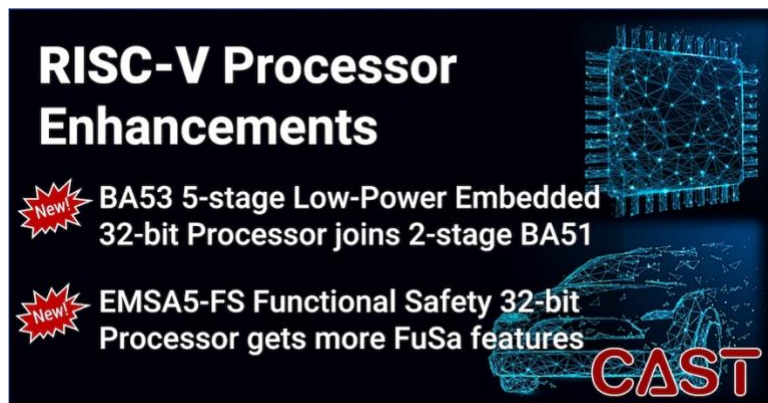 RISC-V Processor
Enhancements
New!
BA53 5-stage Low-Power Embedded
32-bit Processor joins 2-stage BA51
New!
EMSA5-FS Functional Safety 32-bit
Processor gets more FuSa features
CAST